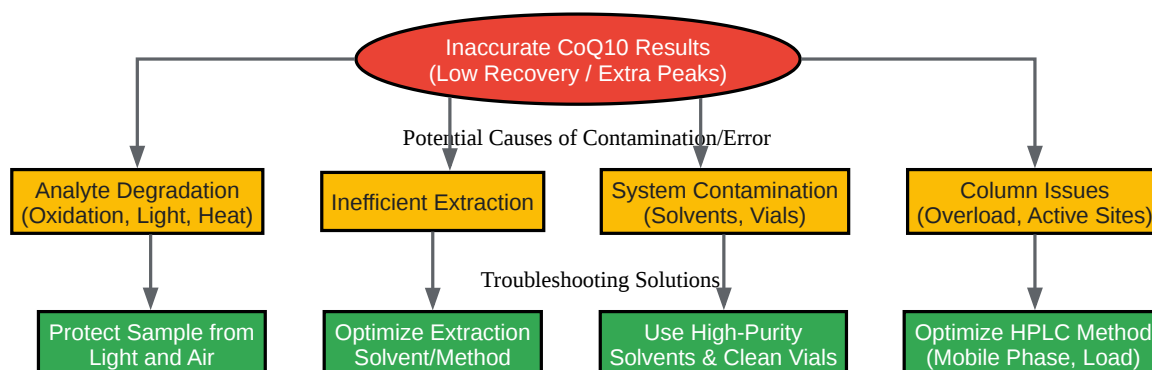 Inaccurate CoQ10 Results
(Low Recovery / Extra Peaks)
Potential Causes of Contamination/Error
Analyte Degradation
(Oxidation, Light, Heat)
Inefficient Extraction
System Contamination
(Solvents, Vials)
Column Issues
(Overload, Active Sites)
Troubleshooting Solutions
Protect Sample from
Light and Air
Optimize Extraction
Solvent/Method
Use High-Purity
Solvents & Clean Vials
Optimize HPLC Method
(Mobile Phase, Load)